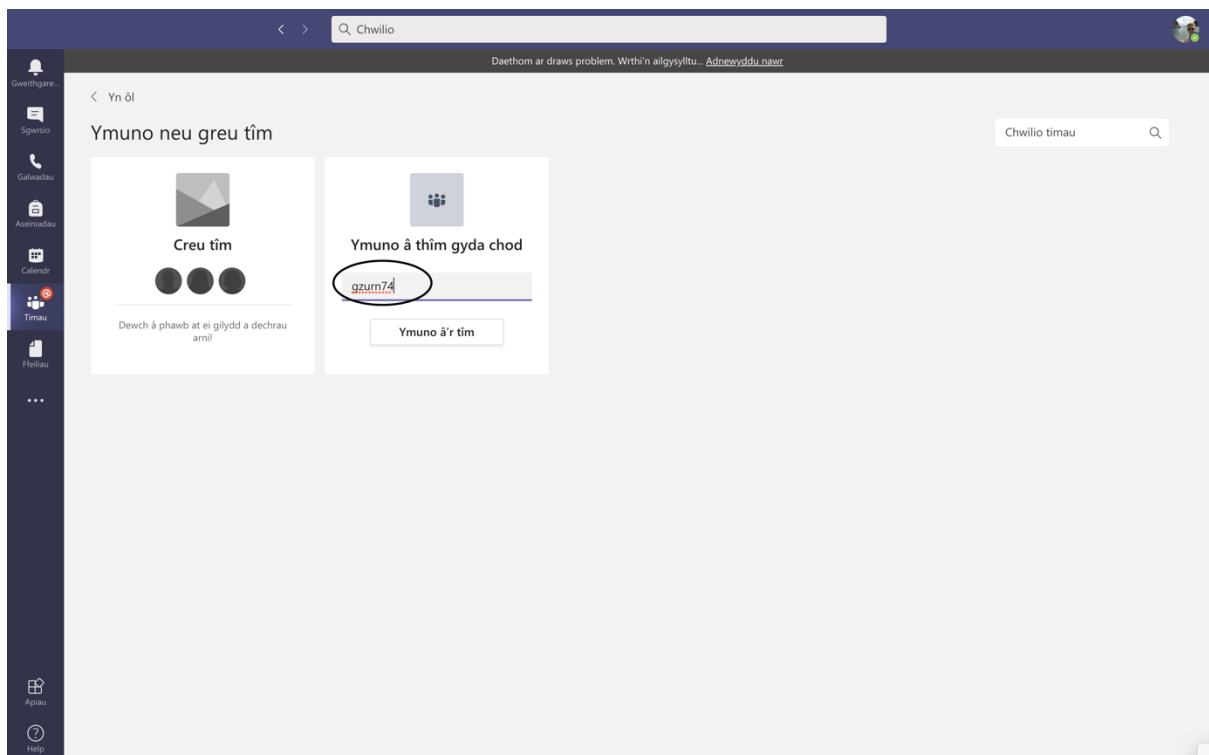 Chwilio
Daethom ar draws problem. Wrthi'n ailgysylltu... Adnewyddu nawr
Gweithgare...
Sgwrsio
Galwadau
Aseiniadau
Calendr
@
Timau
Ffeiliau
Apiau
Help
Yn ôl
Ymuno neu greu tîm
Chwilio timau
Creu tîm
Dewch â phawb at ei gilydd a dechrau
arni!
Ymuno â thîm gyda chod
gzurn74
Ymuno â'r tîm